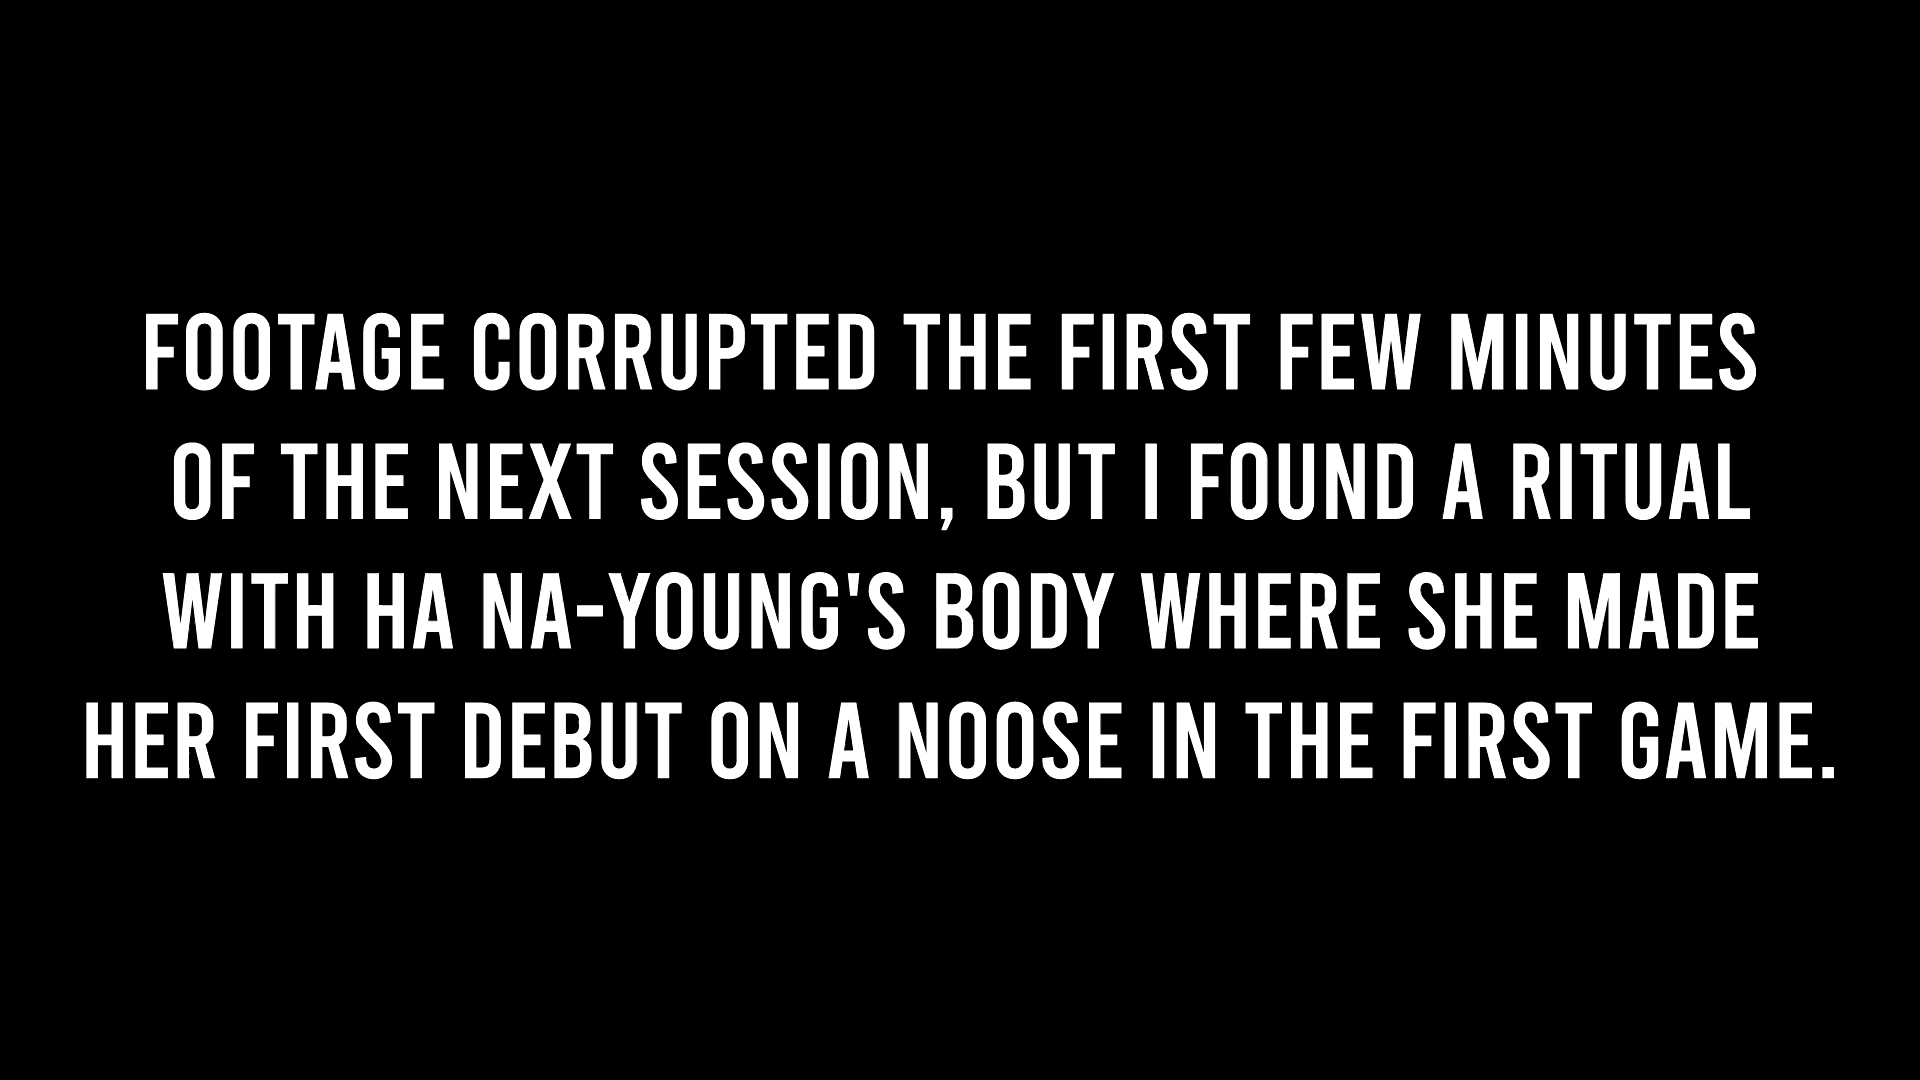 FOOTAGE CORRUPTED THE FIRST FEW MINUTES
OF THE NEXT SESSION, BUT I FOUND A RITUAL
WITH HA NA-YOUNG'S BODY WHERE SHE MADE
HER FIRST DEBUT ON A NOOSE IN THE FIRST GAME.